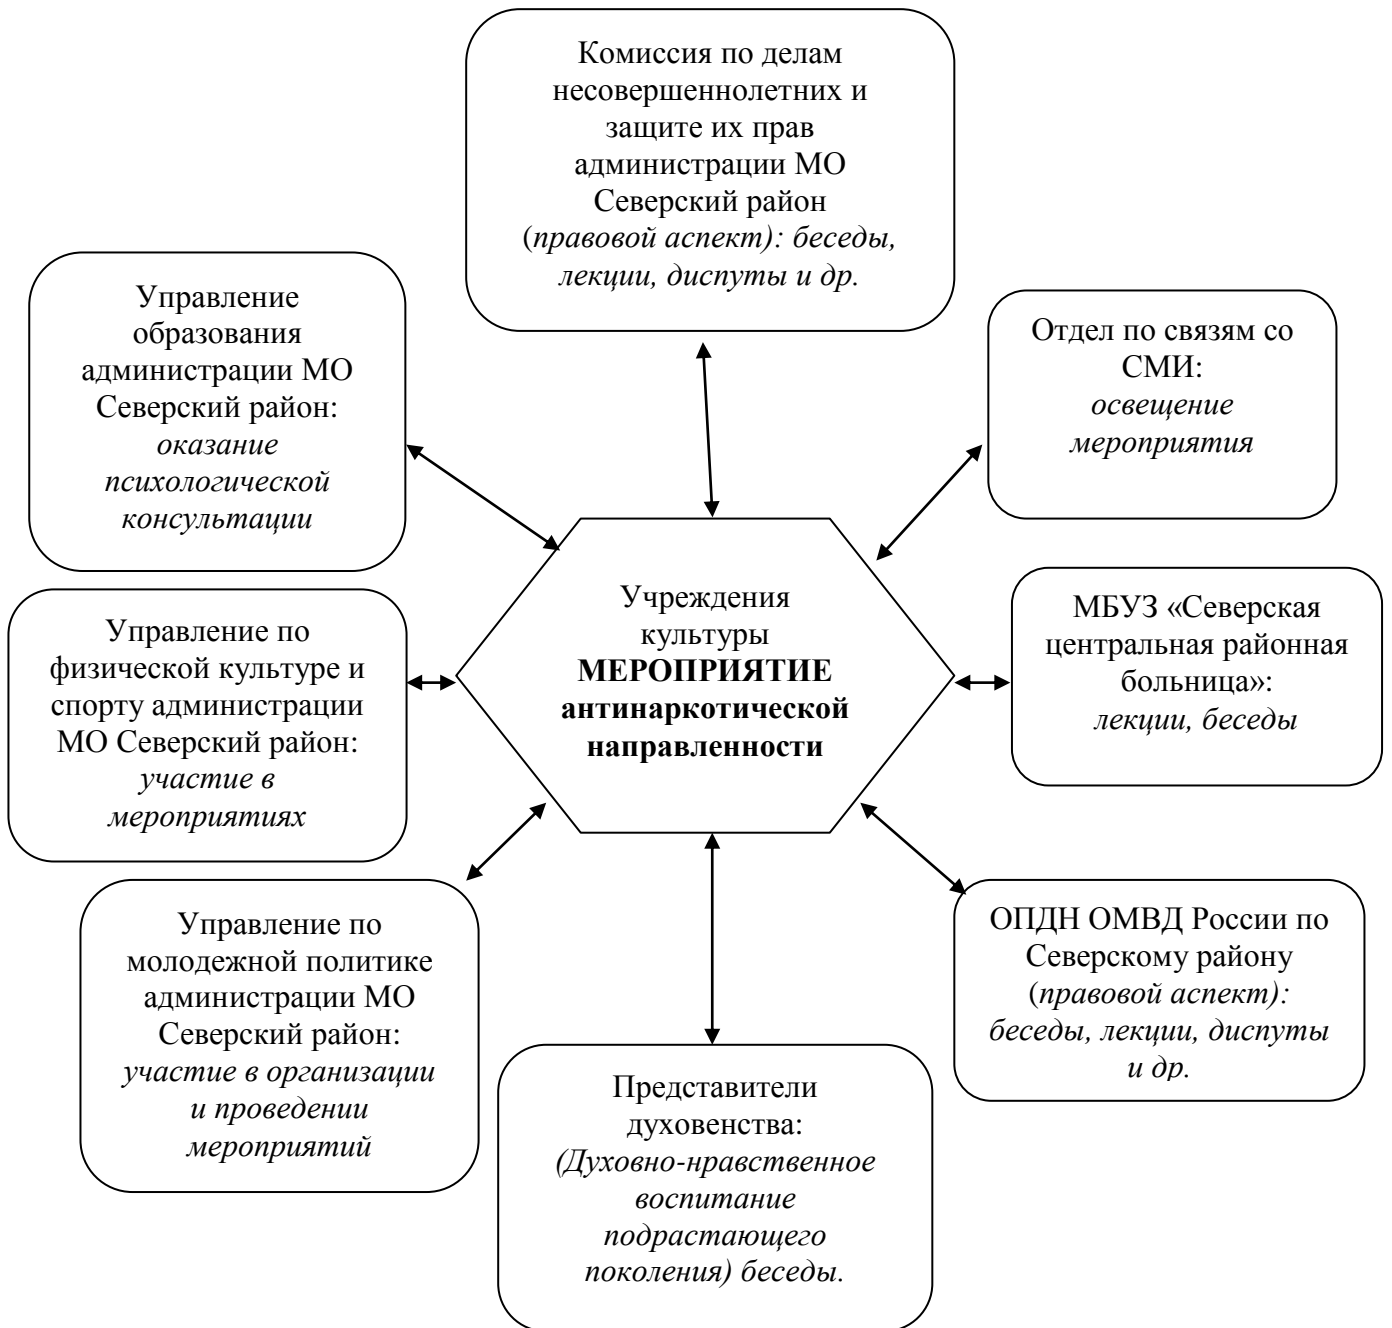 Комиссия по делам
несовершеннолетних и
защите их прав
администрации МО
Северский район
(правовой аспект): беседы,
лекции, диспуты и др.
Управление
образования
администрации МО
Северский район:
оказание
психологической
консультации
Отдел по связям со
СМИ:
освещение
мероприятия
Учреждения
культуры
МЕРОПРИЯТИЕ
антинаркотической
направленности
Управление по
физической культуре и
спорту администрации
МО Северский район:
участие в
мероприятиях
МБУЗ «Северская
центральная районная
больница»:
лекции, беседы
Управление по
молодежной политике
администрации МО
Северский район:
участие в организации
и проведении
мероприятий
ОПДН ОМВД России по
Северскому району
(правовой аспект):
беседы, лекции, диспуты
и др.
Представители
духовенства:
(Духовно-нравственное
воспитание
подрастающего
поколения) беседы.